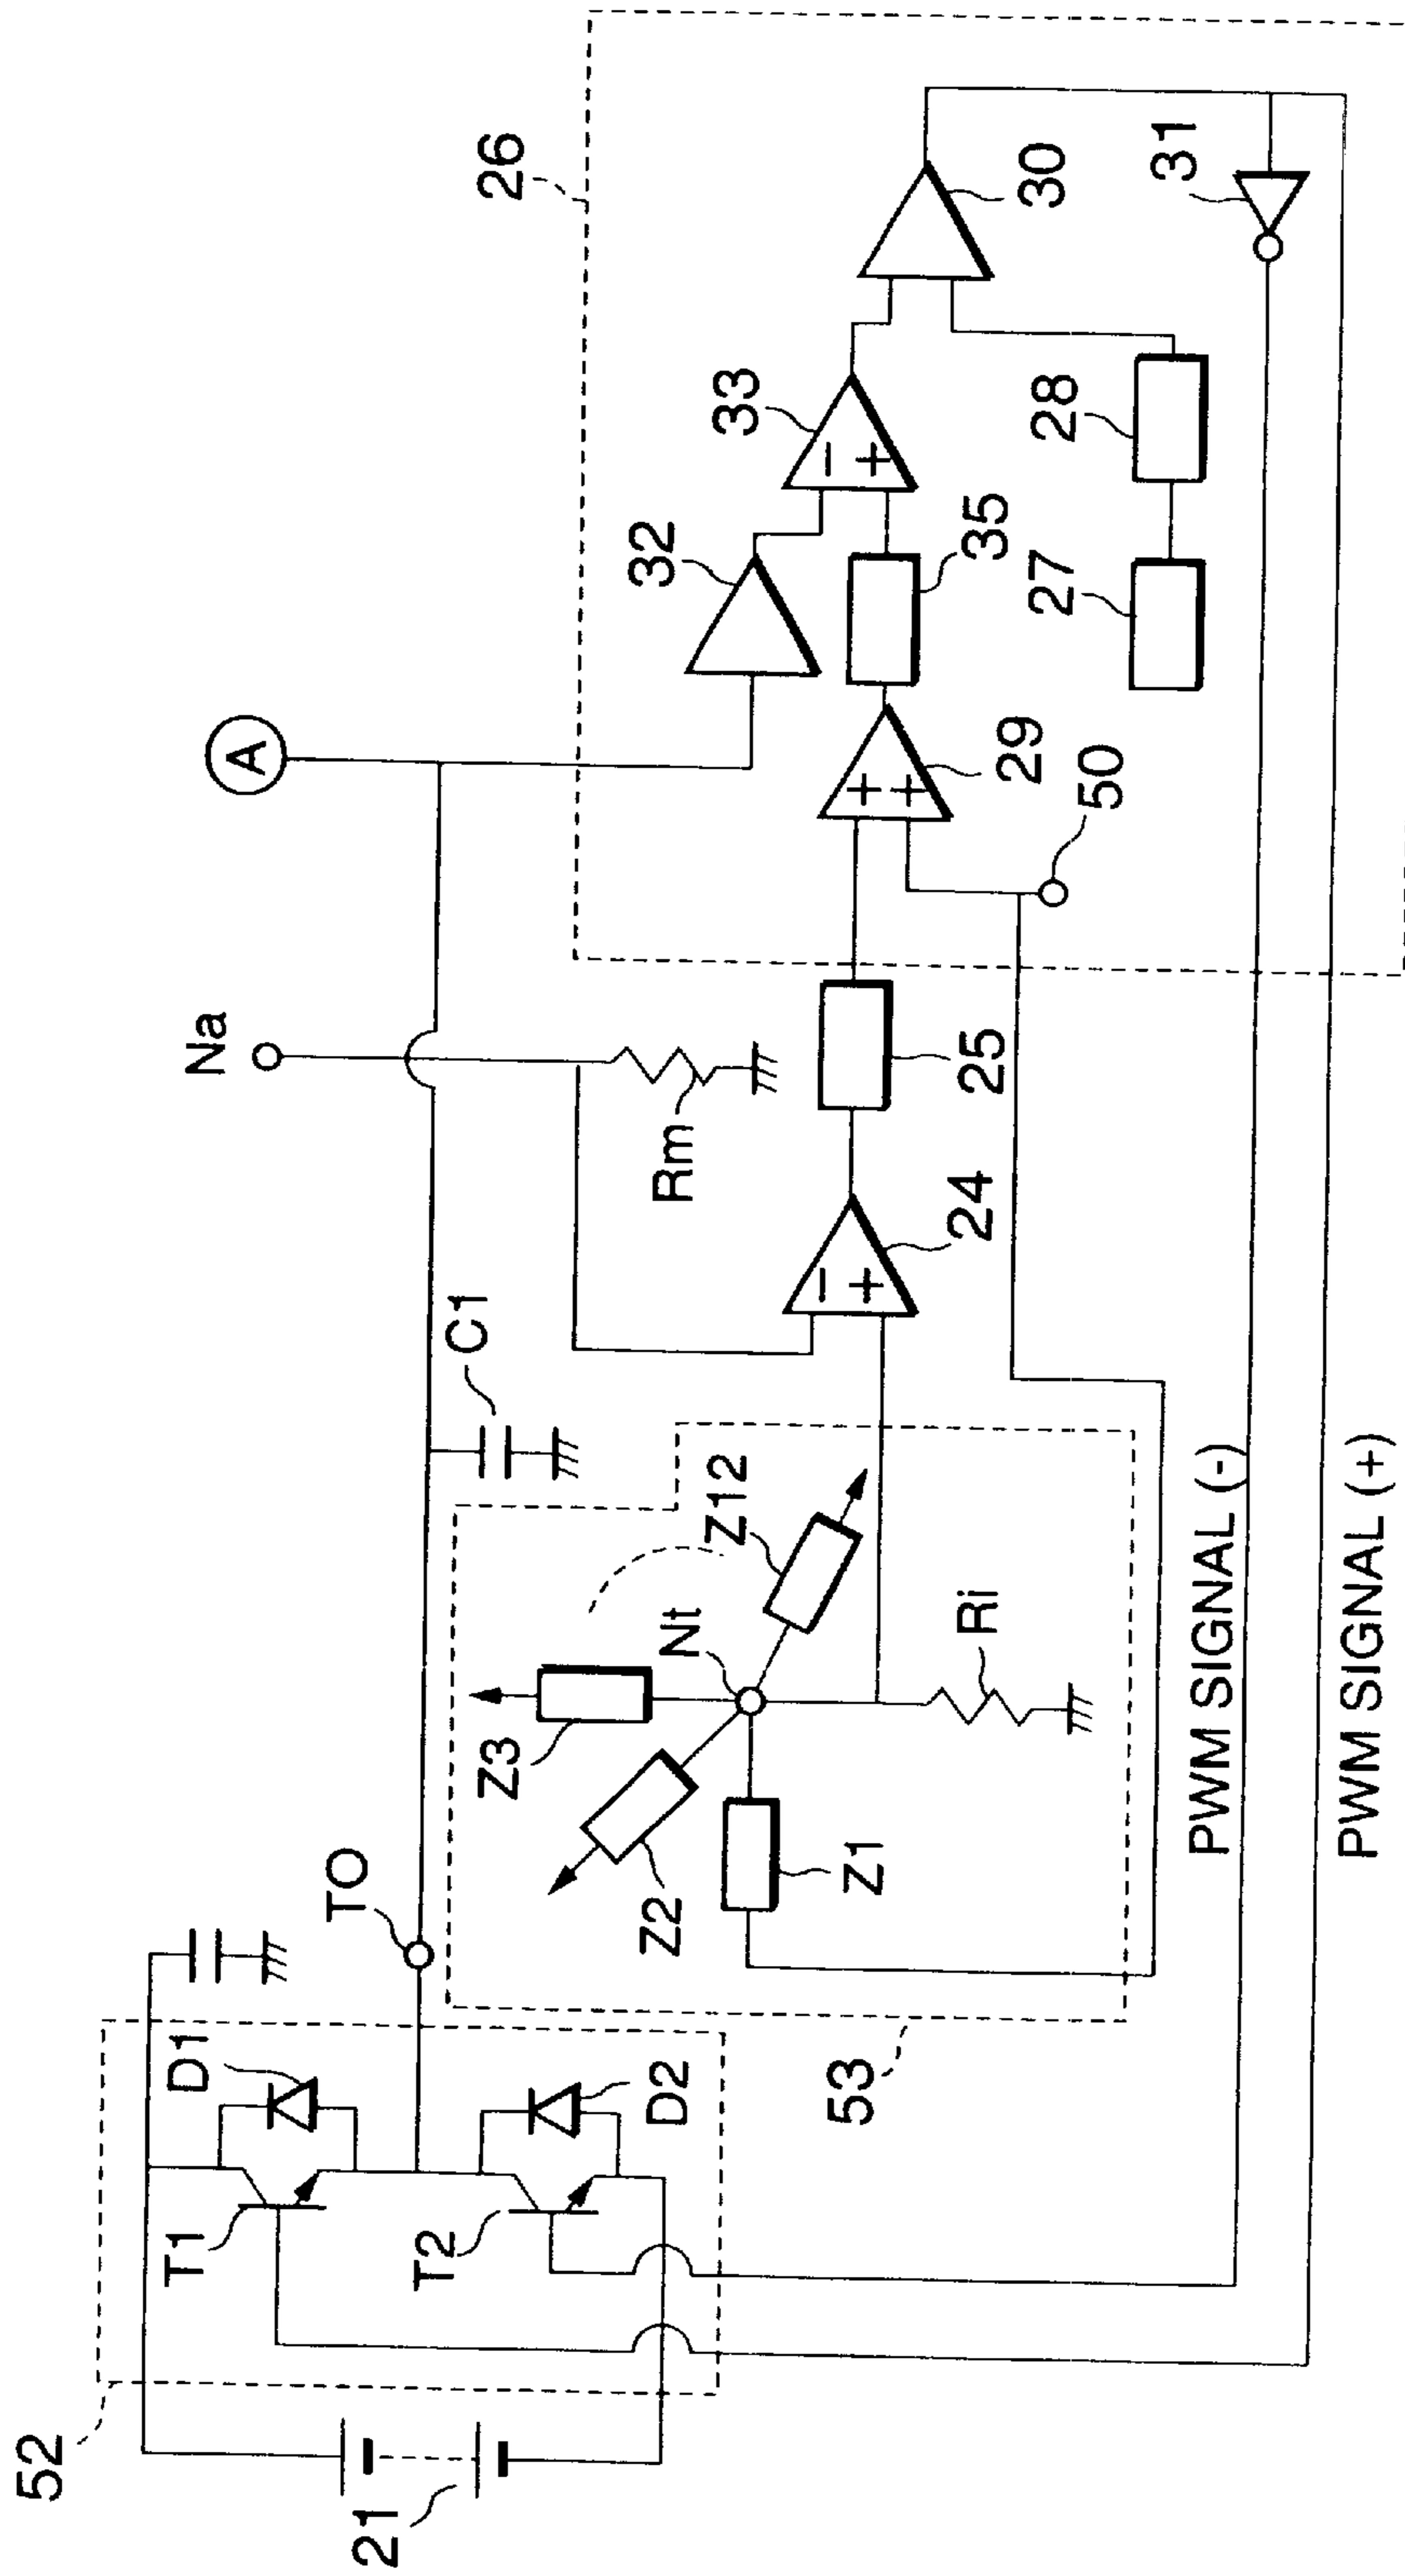 52
21
T1
D1
T2
D2
TO
C1
Na
A
26
53
Z2
Z3
Z1
Nt
Z12
Ri
Rm
−
+
24
25
+
+
29
50
32
35
−
+
33
27
28
30
31
PWM SIGNAL (-)
PWM SIGNAL (+)